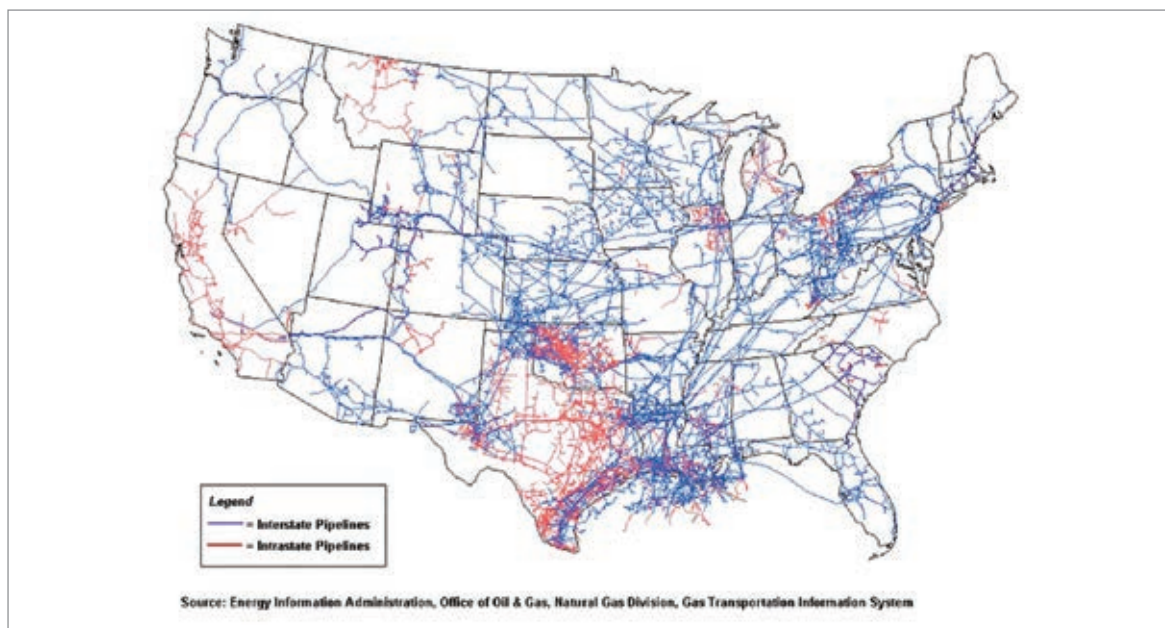 Legend
= Interstate Pipelines
= Intrastate Pipelines
Source: Energy Information Administration, Office of Oil & Gas, Natural Gas Division, Gas Transportation Information System